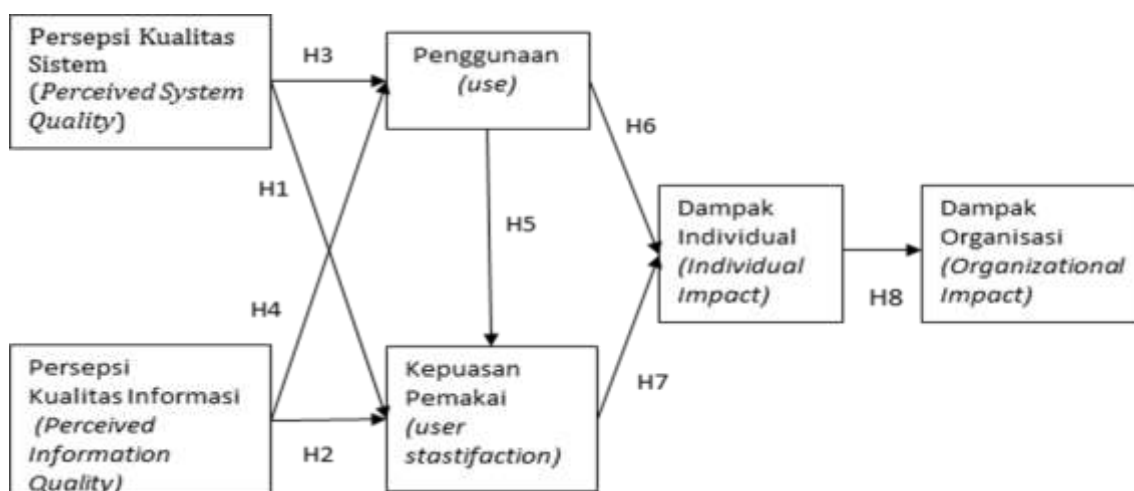 Persepsi Kualitas
Sistem
(Perceived System
Quality)
H3
Penggunaan
(use)
H6
H1
H5
Dampak
Individual
(Individual
Impact)
H8
Dampak
Organisasi
(Organizational
Impact)
H4
Persepsi
Kualitas Informasi
(Perceived
Information
Quality)
H2
Kepuasan
Pemakai
(user
stastifaction)
H7